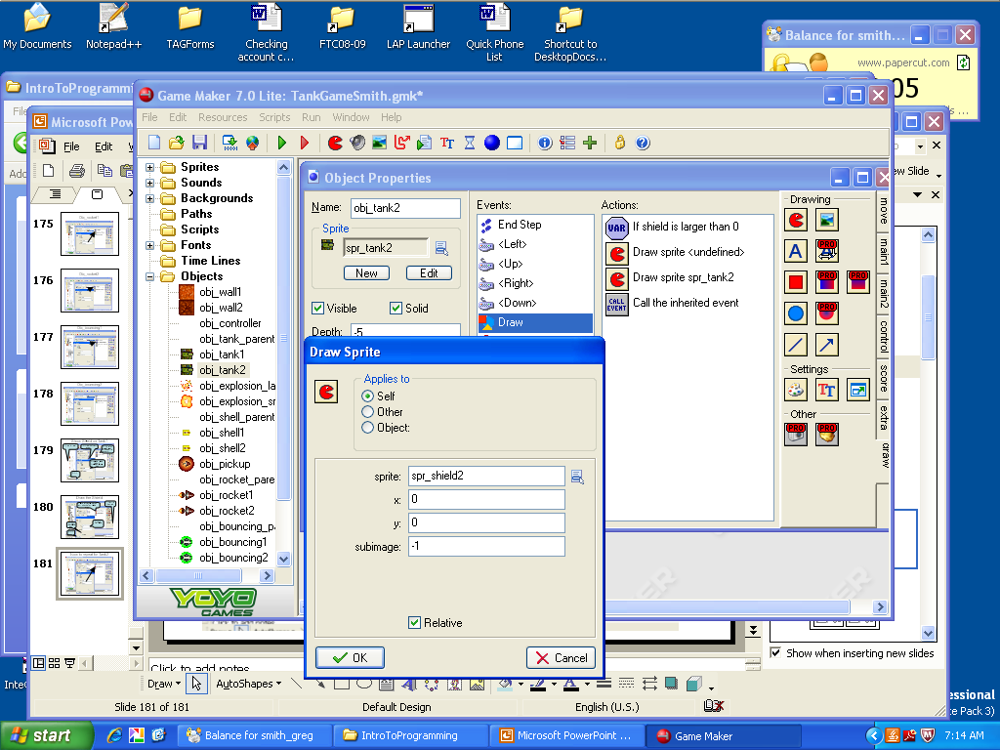 My Documents
Notepad++
TAGForms
Checking account c...
FTC08-09
LAP Launcher
Quick Phone List
Shortcut to DesktopDocs...
Balance for smith...
www.papercut.com
05
IntroToProgrammi
Microsoft Pow
File
Edit
Game Maker 7.0 Lite: TankGameSmith.gmk*
File Edit Resources Scripts Run Window Help
Sprites
Sounds
Backgrounds
Paths
Scripts
Fonts
Time Lines
Objects
obj_wall1
obj_wall2
obj_controller
obj_tank_parent
obj_tank1
obj_tank2
obj_explosion_la
obj_explosion_sr
obj_shell_parent
obj_shell1
obj_shell2
obj_pickup
obj_rocket_pare
obj_rocket1
obj_rocket2
obj_bouncing_pa
obj_bouncing1
obj_bouncing2
YOYO GAMES
175
176
177
178
179
180
181
Object Properties
Name: obj_tank2
Sprite
spr_tank2
New
Edit
Visible
Solid
Depth: -5
Events:
End Step
<Left>
<Up>
<Right>
<Down>
Draw
Actions:
VAR If shield is larger than 0
Draw sprite <undefined>
Draw sprite spr_tank2
CALL EVENT Call the inherited event
Drawing
Settings
Other
move
main1
main2
control
score
extra
draw
Draw Sprite
Applies to
Self
Other
Object:
sprite: spr_shield2
x: 0
y: 0
subimage: -1
Relative
OK
Cancel
ew Slide
Show when inserting new slides
Click to add notes
Draw
AutoShapes
Slide 181 of 181
Default Design
English (U.S.)
essional
ce Pack 3)
start
Balance for smith_greg
IntroToProgramming
Microsoft PowerPoint ...
Game Maker
7:14 AM